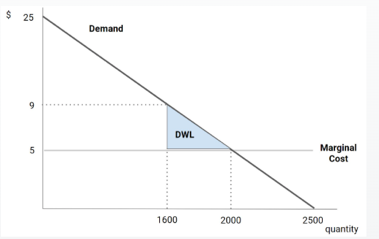 $ 25
Demand
9
DWL
5
Marginal
Cost
1600 2000 2500
quantity